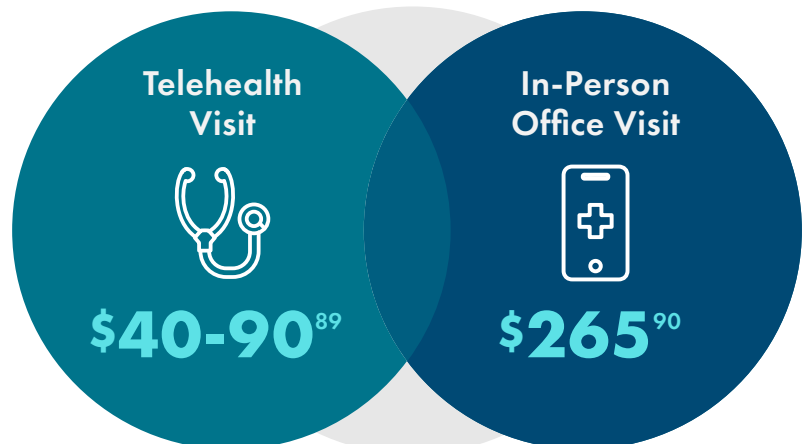 Telehealth
Visit
$40-90⁸⁹
In-Person
Office Visit
$265⁹⁰